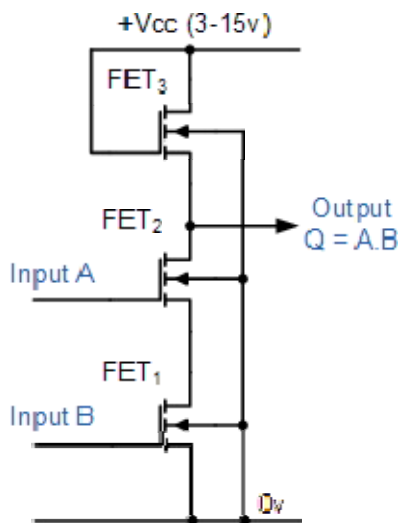 +Vcc (3-15v)
FET₃
FET₂
Output
Q = A.B
Input A
FET₁
Input B
0v